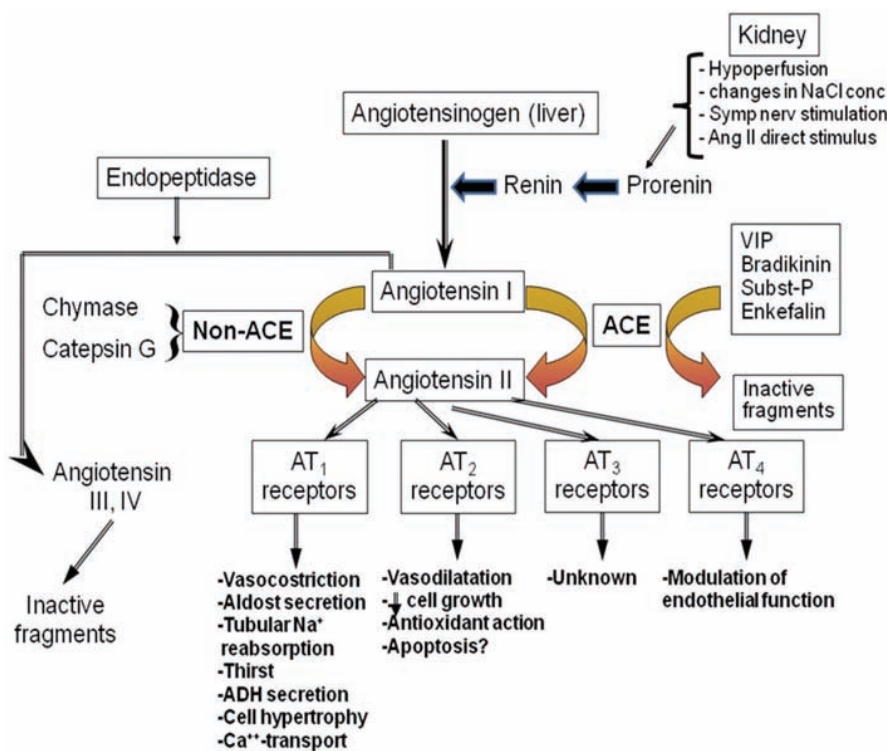 Kidney
- Hypoperfusion
- changes in NaCl conc
- Symp nerv stimulation
- Ang II direct stimulus
Angiotensinogen (liver)
Endopeptidase
Renin
Prorenin
VIP
Bradikinin
Subst-P
Enkefalin
Angiotensin I
Chymase
Catepsin G
Non-ACE
ACE
Angiotensin II
Inactive
fragments
AT₁
receptors
AT₂
receptors
AT₃
receptors
AT₄
receptors
Angiotensin
III, IV
Inactive
fragments
-Vasocostriction
-Aldost secretion
-Tubular Na⁺
reabsorption
-Thirst
-ADH secretion
-Cell hypertrophy
-Ca⁺⁺-transport
-Vasodilatation
-↓ cell growth
-Antioxidant action
-Apoptosis?
-Unknown
-Modulation of
endothelial function